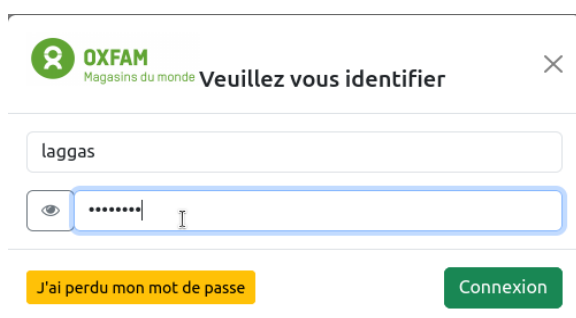 OXFAM
Magasins du monde
Veuillez vous identifier
laggas
••••••••
J'ai perdu mon mot de passe
Connexion